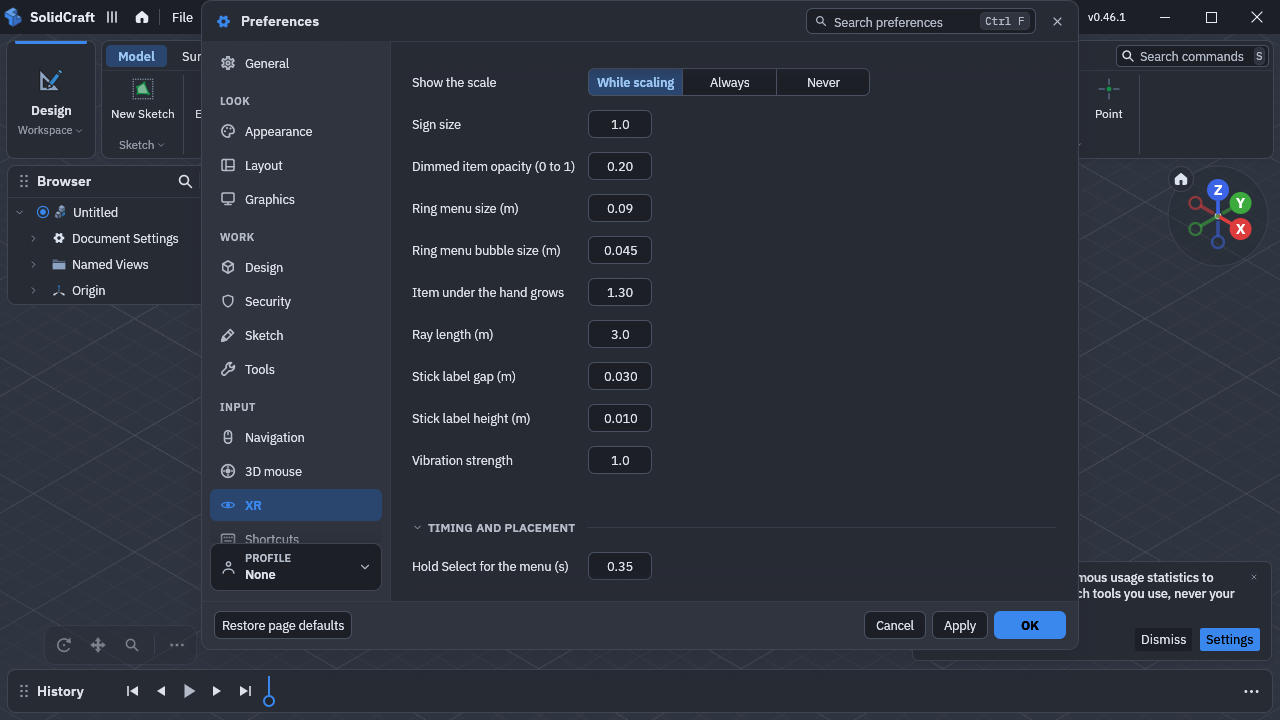 SolidCraft
File
Preferences
Search preferences
Ctrl F
v0.46.1
Model
Design
Workspace
New Sketch
Sketch
Search commands
S
Point
Browser
Untitled
Document Settings
Named Views
Origin
General
LOOK
Appearance
Layout
Graphics
WORK
Design
Security
Sketch
Tools
INPUT
Navigation
3D mouse
XR
Shortcuts
PROFILE
None
Show the scale
While scaling
Always
Never
Sign size
1.0
Dimmed item opacity (0 to 1)
0.20
Ring menu size (m)
0.09
Ring menu bubble size (m)
0.045
Item under the hand grows
1.30
Ray length (m)
3.0
Stick label gap (m)
0.030
Stick label height (m)
0.010
Vibration strength
1.0
TIMING AND PLACEMENT
Hold Select for the menu (s)
0.35
Restore page defaults
Cancel
Apply
OK
Z
Y
X
mous usage statistics to
ch tools you use, never your
Dismiss
Settings
History